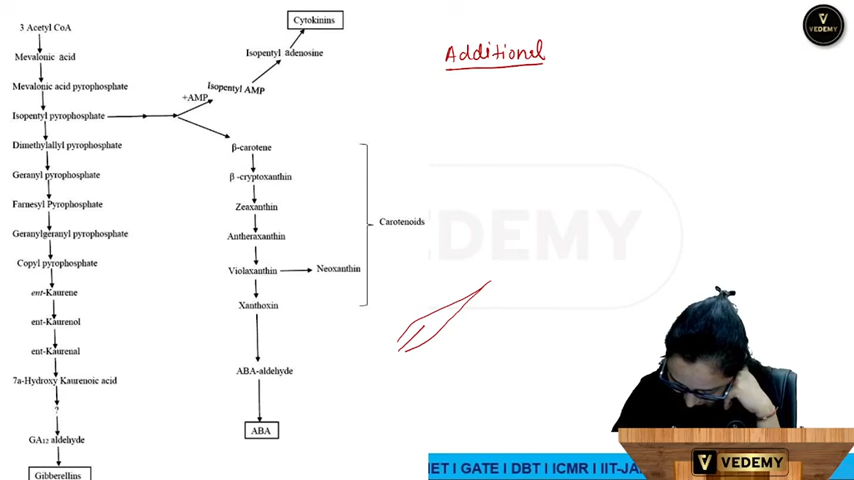 Cytokinins
3 Acetyl CoA
Isopentyl adenosine
Mevalonic acid
Mevalonic acid pyrophosphate
Isopentyl AMP
+AMP
Isopentyl pyrophosphate
Dimethylallyl pyrophosphate
Geranyl pyrophosphate
Farnesyl Pyrophosphate
Geranylgeranyl pyrophosphate
Copyl pyrophosphate
ent-Kaurene
ent-Kaurenol
ent-Kaurenal
7a-Hydroxy Kaurenoic acid
?
GA12 aldehyde
Gibberellins
β-carotene
β -cryptoxanthin
Zeaxanthin
Antheraxanthin
Violaxanthin
Neoxanthin
Xanthoxin
Carotenoids
ABA-aldehyde
ABA
Additional
VEDEMY
EDEMY
VEDEMY
NET I GATE I DBT I ICMR I IIT-JA